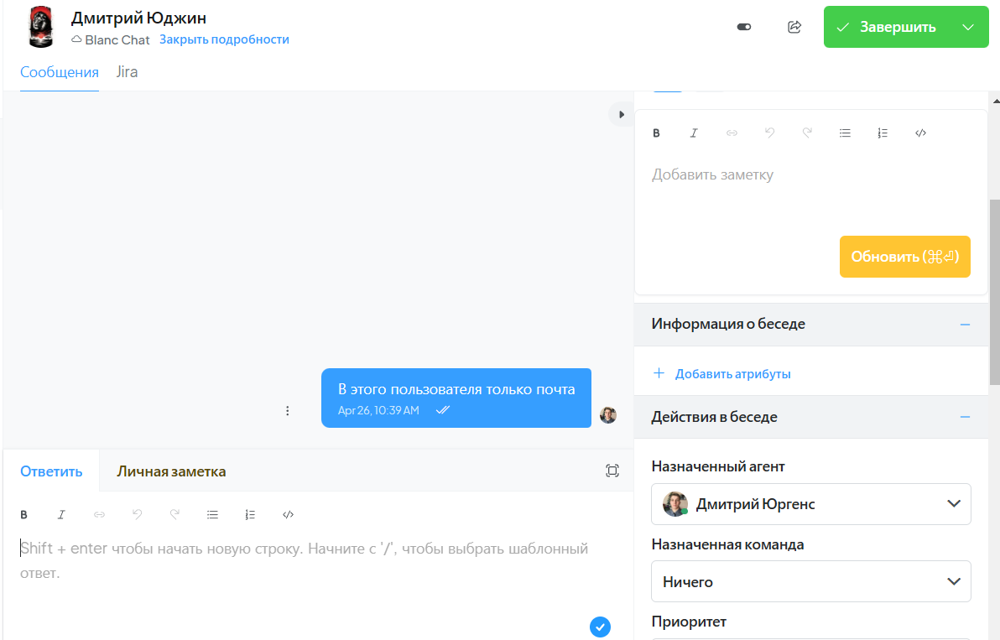 Дмитрий Юджин
Blanc Chat Закрыть подробности
Завершить
Сообщения Jira
B I
Добавить заметку
Обновить (⌘⏎)
Информация о беседе
Добавить атрибуты
В этого пользователя только почта
Apr 26, 10:39 AM
Действия в беседе
Ответить Личная заметка
B I
Shift + enter чтобы начать новую строку. Начните с '/', чтобы выбрать шаблонный
ответ.
Назначенный агент
Дмитрий Юргенс
Назначенная команда
Ничего
Приоритет